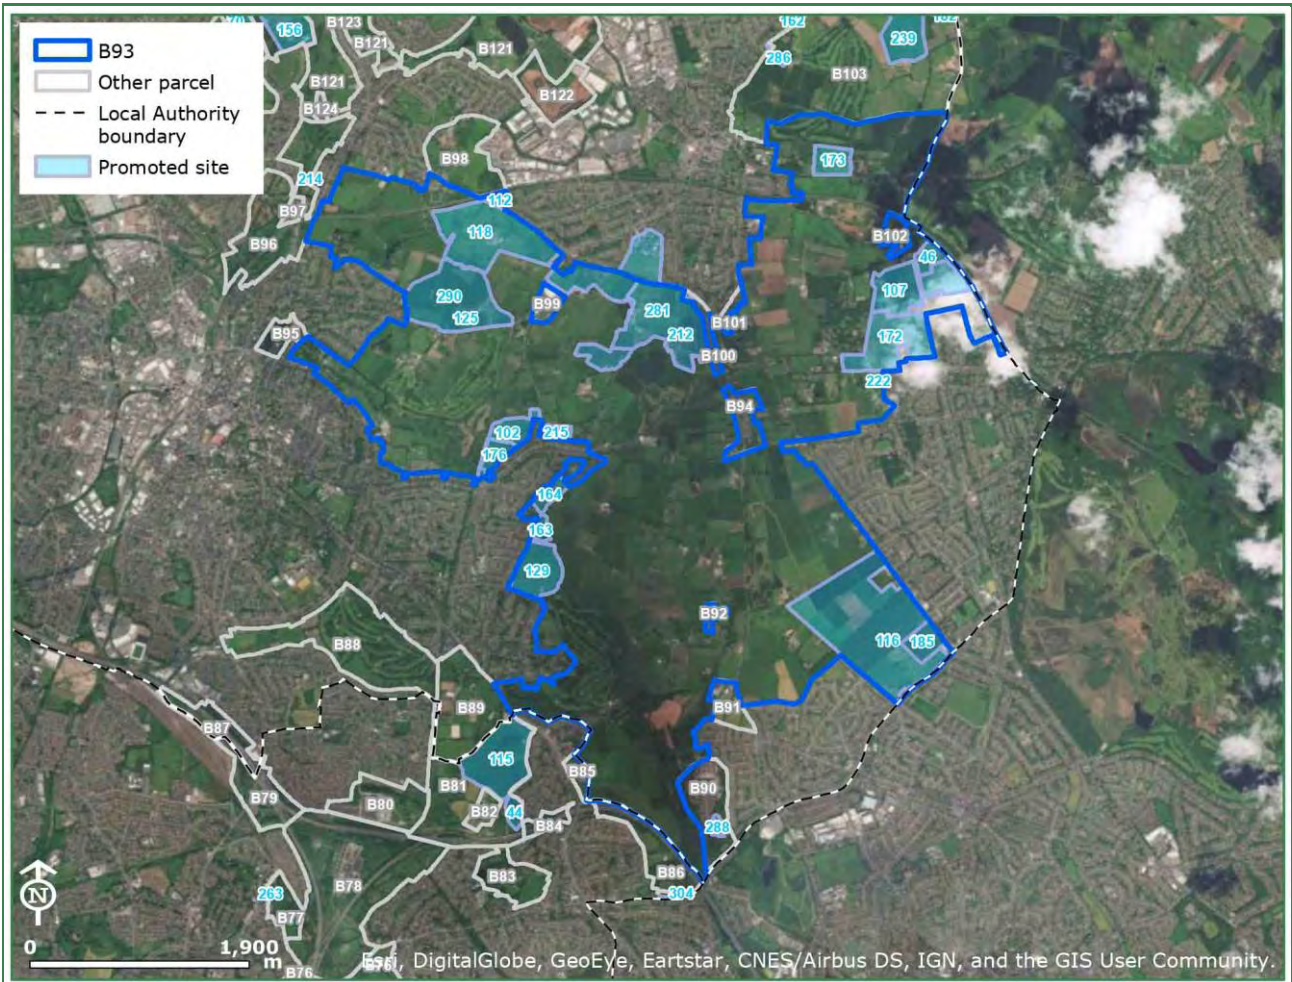 B93
Other parcel
Local Authority
boundary
Promoted site
156
B123
B121
B121
B121
B124
B122
162
286
239
B103
B98
214
B97
B96
112
118
173
B102
46
107
290
125
B99
281
212
B101
B100
172
222
B95
B94
102
215
176
164
163
129
B92
116
185
B88
B89
B91
B87
115
B85
B81
B79
B80
B82
44
B84
B90
288
B83
B86
304
B78
263
B77
B76
0
1,900
m
N
Esri, DigitalGlobe, GeoEye, Eartstar, CNES/Airbus DS, IGN, and the GIS User Community.